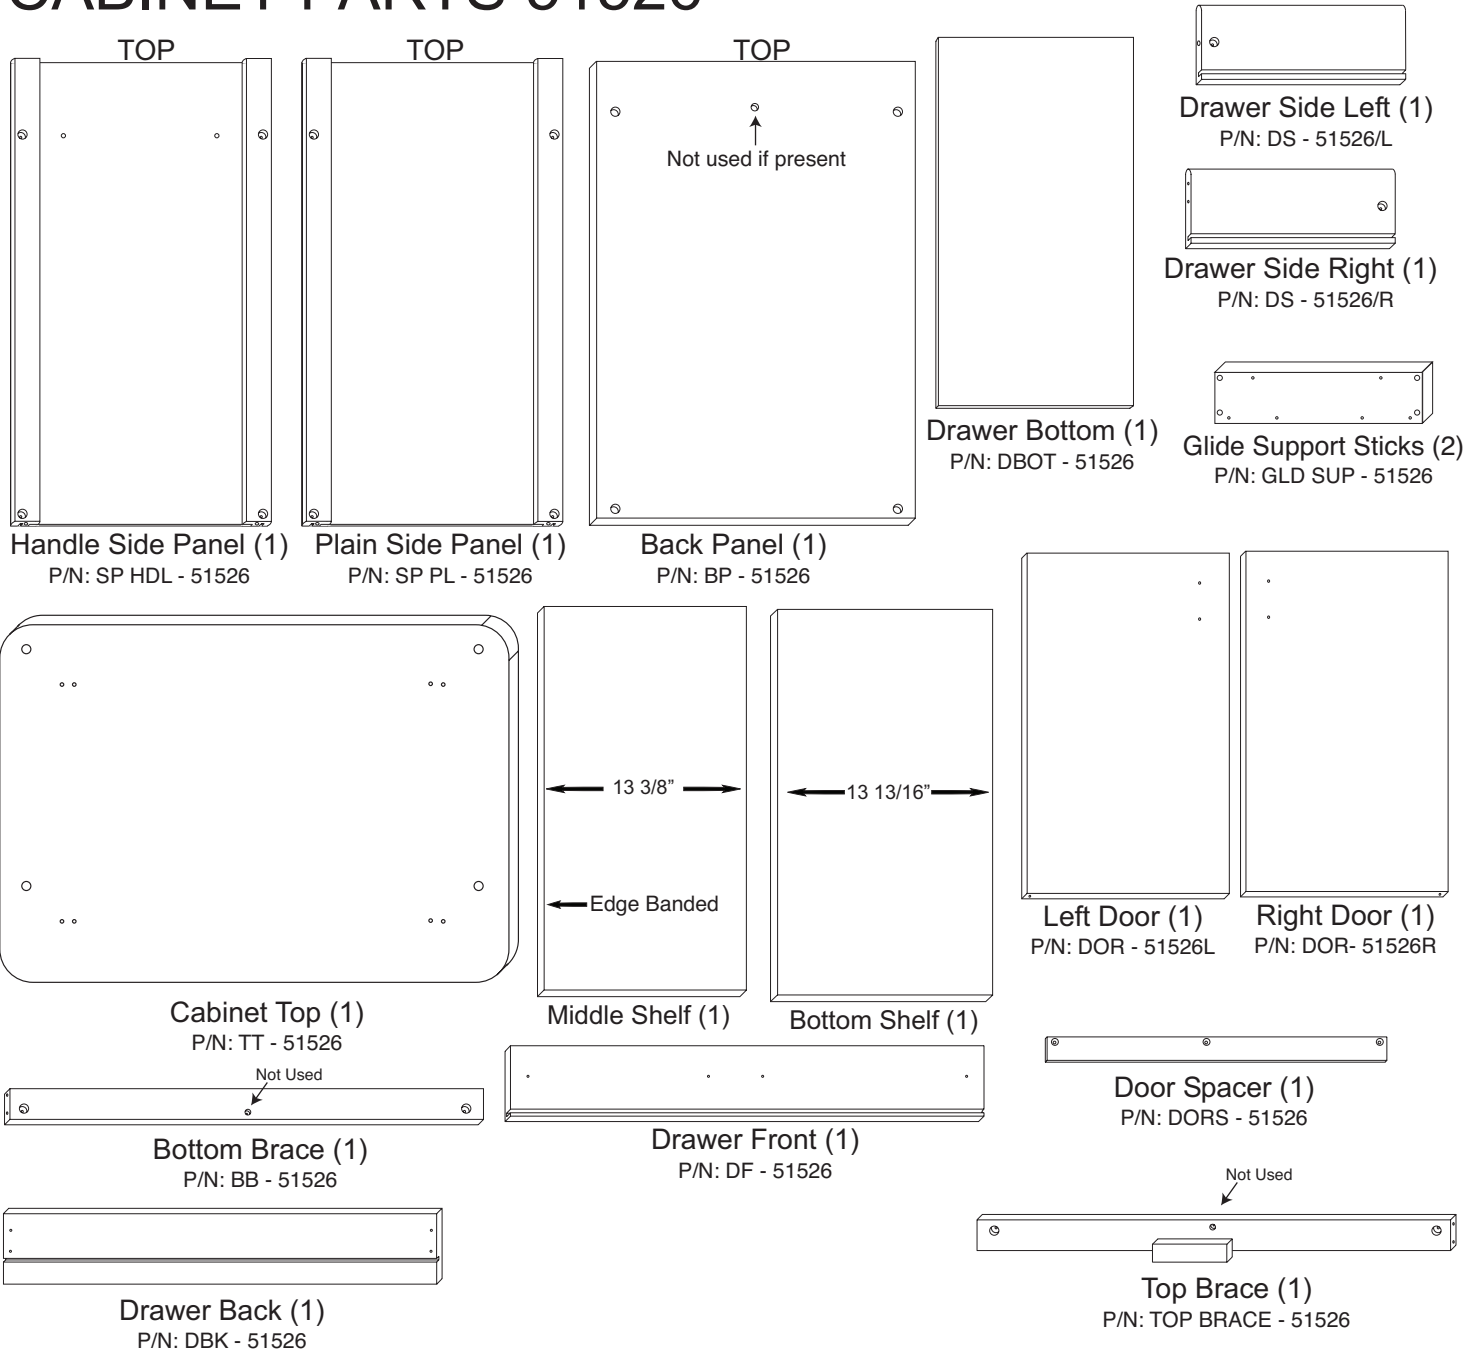 CABINET PARTS 51526
TOP
TOP
TOP
Not used if present
Drawer Side Left (1)
P/N: DS - 51526/L
Drawer Side Right (1)
P/N: DS - 51526/R
Drawer Bottom (1)
P/N: DBOT - 51526
Glide Support Sticks (2)
P/N: GLD SUP - 51526
Handle Side Panel (1)
P/N: SP HDL - 51526
Plain Side Panel (1)
P/N: SP PL - 51526
Back Panel (1)
P/N: BP - 51526
13 3/8”
13 13/16”
Edge Banded
Left Door (1)
P/N: DOR - 51526L
Right Door (1)
P/N: DOR- 51526R
Cabinet Top (1)
P/N: TT - 51526
Middle Shelf (1)
Bottom Shelf (1)
Not Used
Bottom Brace (1)
P/N: BB - 51526
Drawer Front (1)
P/N: DF - 51526
Door Spacer (1)
P/N: DORS - 51526
Not Used
Top Brace (1)
P/N: TOP BRACE - 51526
Drawer Back (1)
P/N: DBK - 51526